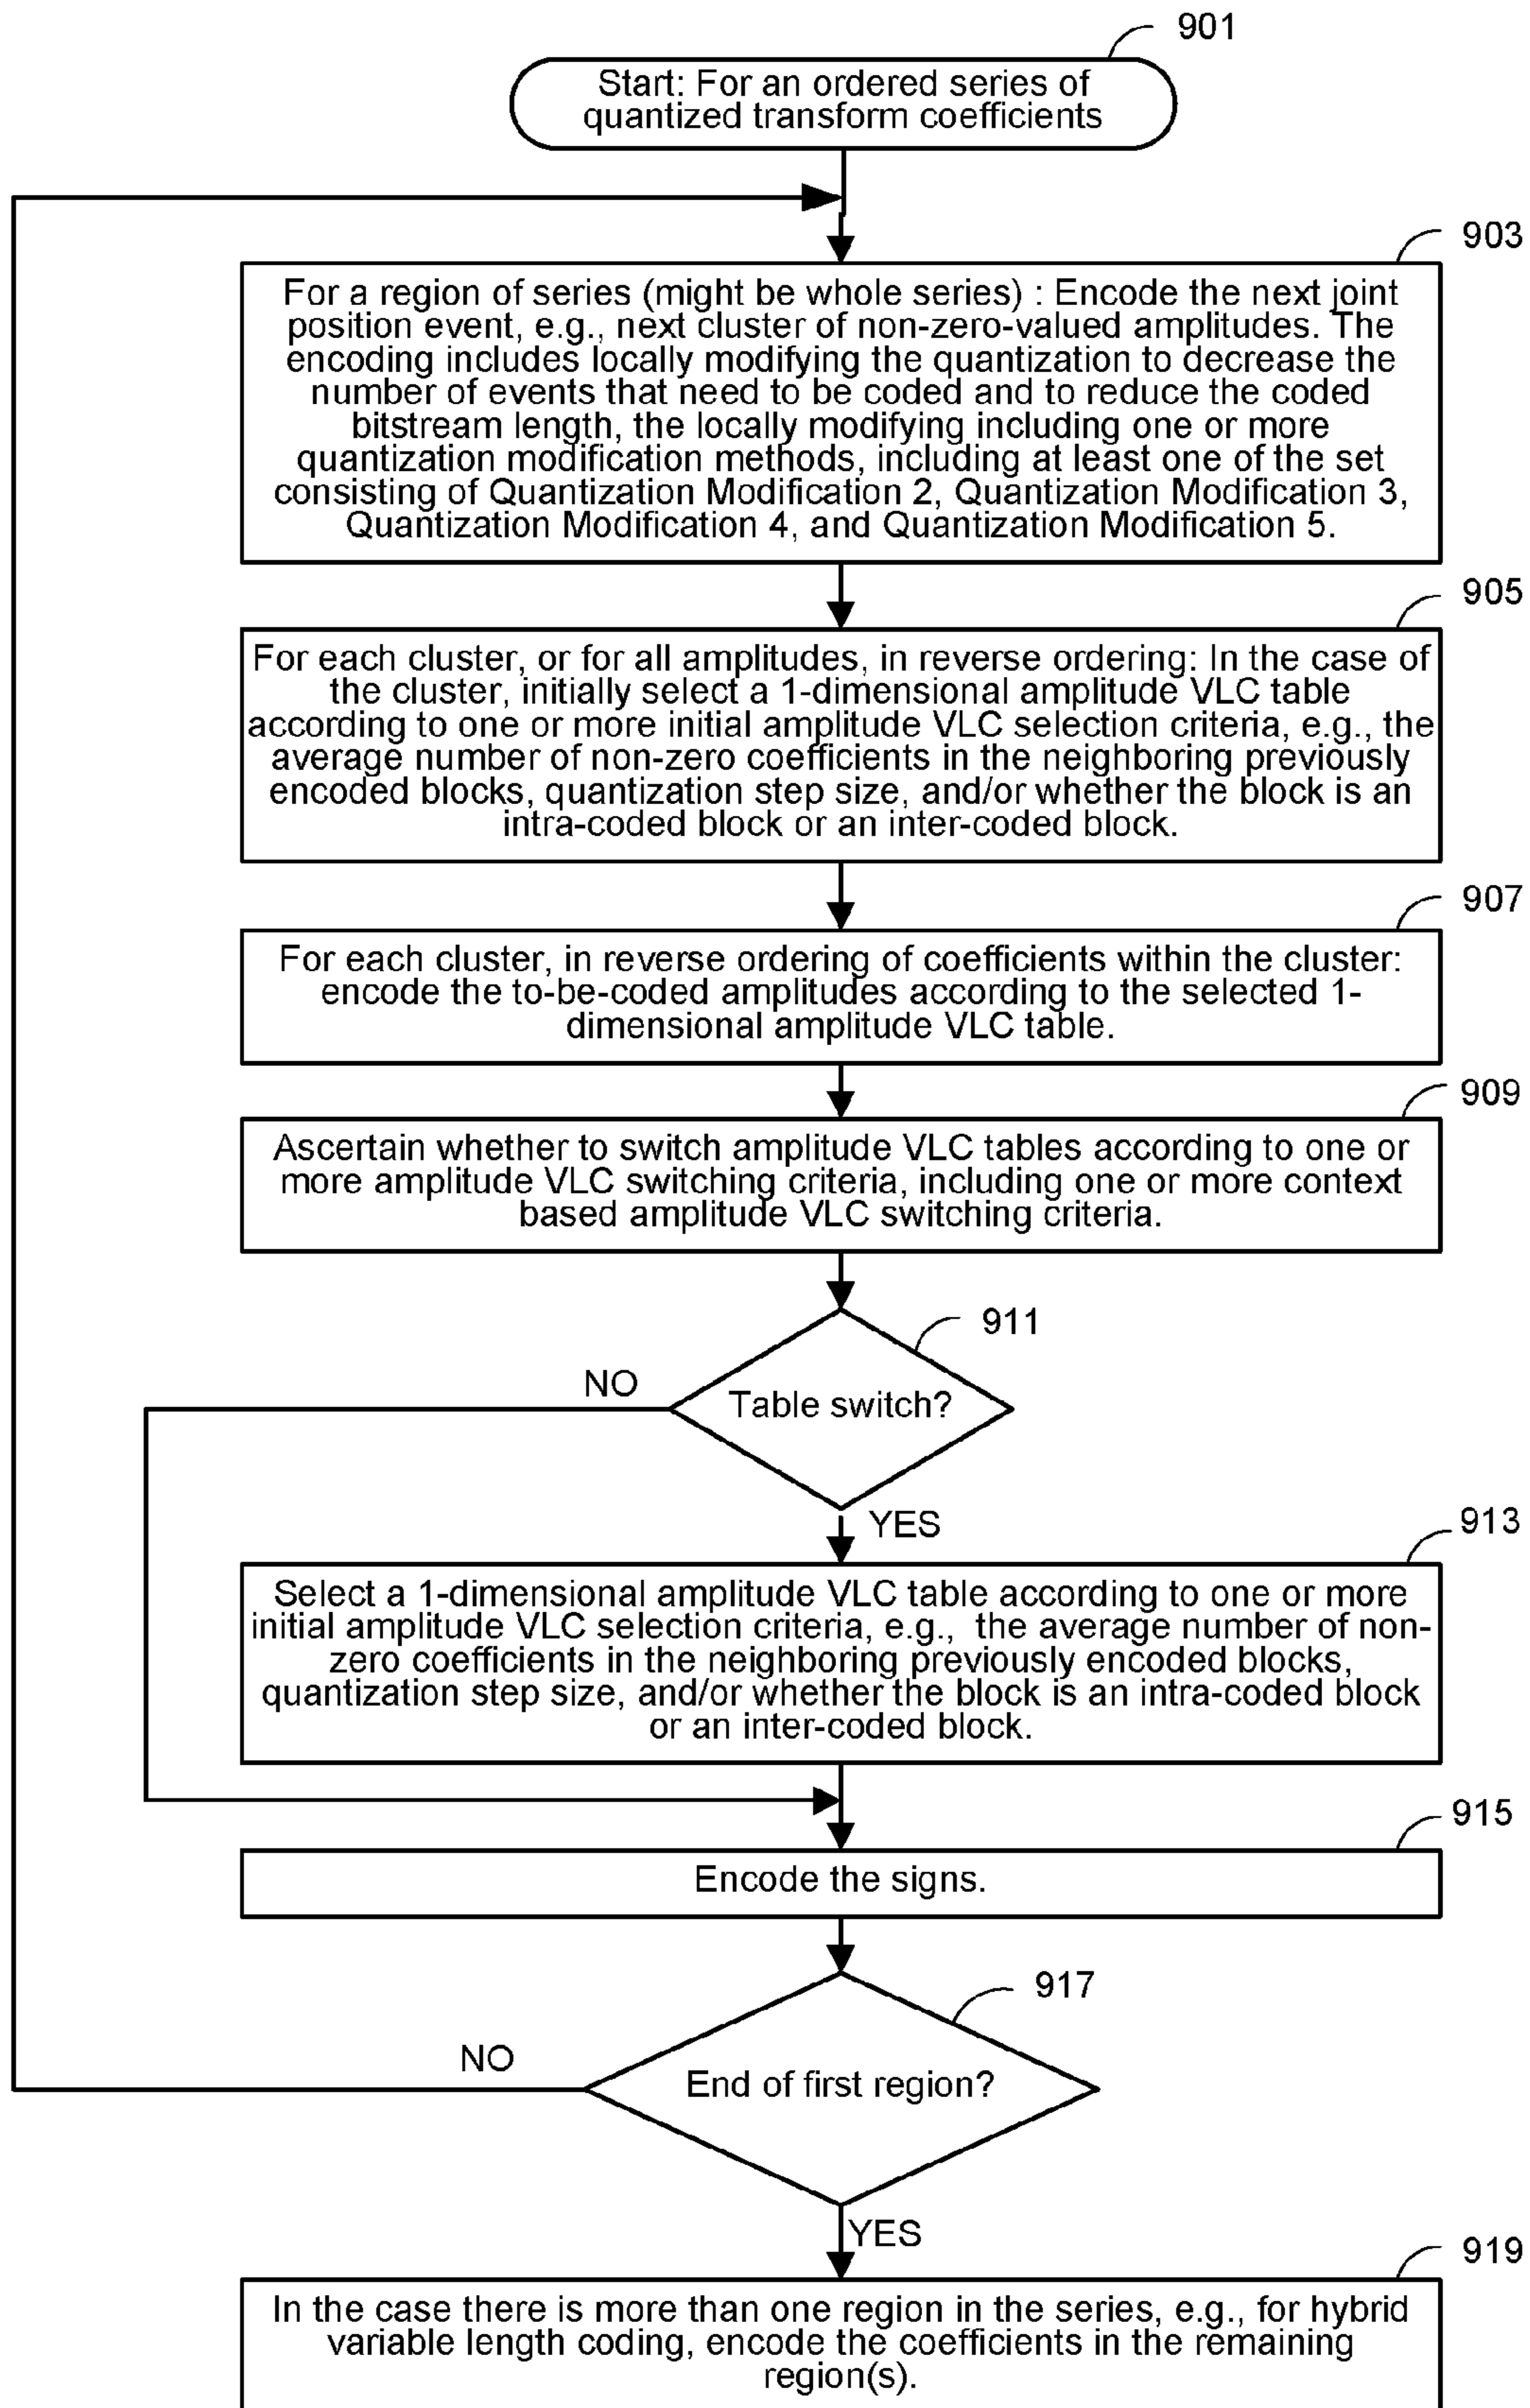 901
Start: For an ordered series of
quantized transform coefficients
903
For a region of series (might be whole series) : Encode the next joint
position event, e.g., next cluster of non-zero-valued amplitudes. The
encoding includes locally modifying the quantization to decrease the
number of events that need to be coded and to reduce the coded
bitstream length, the locally modifying including one or more
quantization modification methods, including at least one of the set
consisting of Quantization Modification 2, Quantization Modification 3,
Quantization Modification 4, and Quantization Modification 5.
905
For each cluster, or for all amplitudes, in reverse ordering: In the case of
the cluster, initially select a 1-dimensional amplitude VLC table
according to one or more initial amplitude VLC selection criteria, e.g., the
average number of non-zero coefficients in the neighboring previously
encoded blocks, quantization step size, and/or whether the block is an
intra-coded block or an inter-coded block.
907
For each cluster, in reverse ordering of coefficients within the cluster:
encode the to-be-coded amplitudes according to the selected 1-
dimensional amplitude VLC table.
909
Ascertain whether to switch amplitude VLC tables according to one or
more amplitude VLC switching criteria, including one or more context
based amplitude VLC switching criteria.
911
NO
Table switch?
YES
913
Select a 1-dimensional amplitude VLC table according to one or more
initial amplitude VLC selection criteria, e.g., the average number of non-
zero coefficients in the neighboring previously encoded blocks,
quantization step size, and/or whether the block is an intra-coded block
or an inter-coded block.
915
Encode the signs.
917
NO
End of first region?
YES
919
In the case there is more than one region in the series, e.g., for hybrid
variable length coding, encode the coefficients in the remaining
region(s).